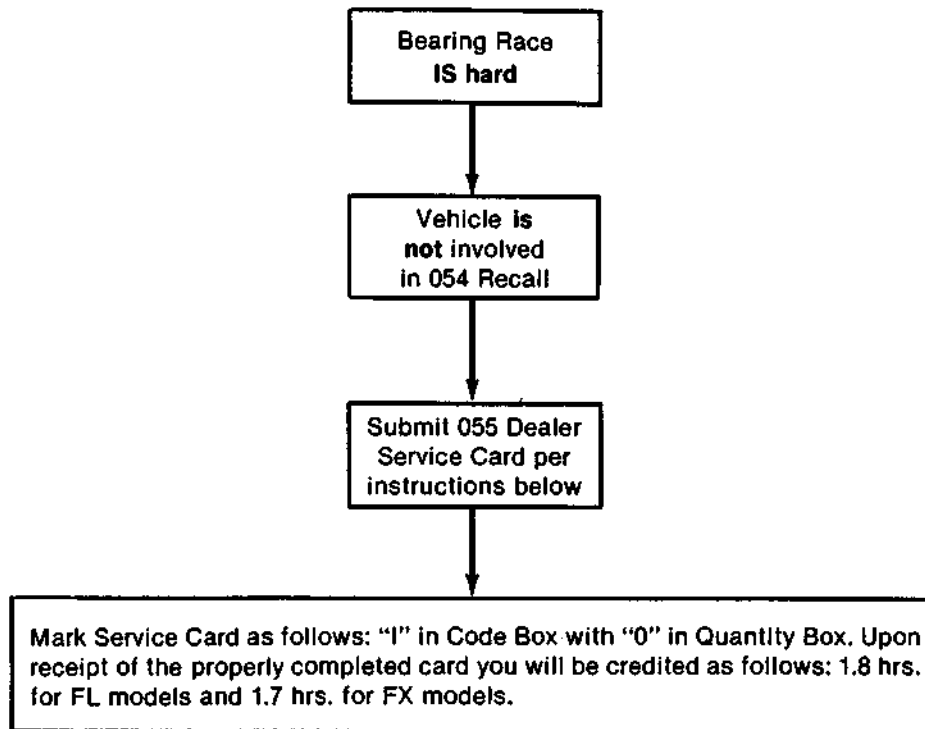 Bearing Race
IS hard
Vehicle is
not involved
in 054 Recall
Submit 055 Dealer
Service Card per
instructions below
Mark Service Card as follows: "I" in Code Box with "0" in Quantity Box. Upon
receipt of the properly completed card you will be credited as follows: 1.8 hrs.
for FL models and 1.7 hrs. for FX models.